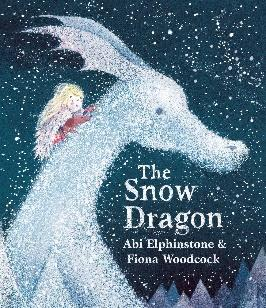 The
Snow
Dragon
Abi Elphinstone &
Fiona Woodcock